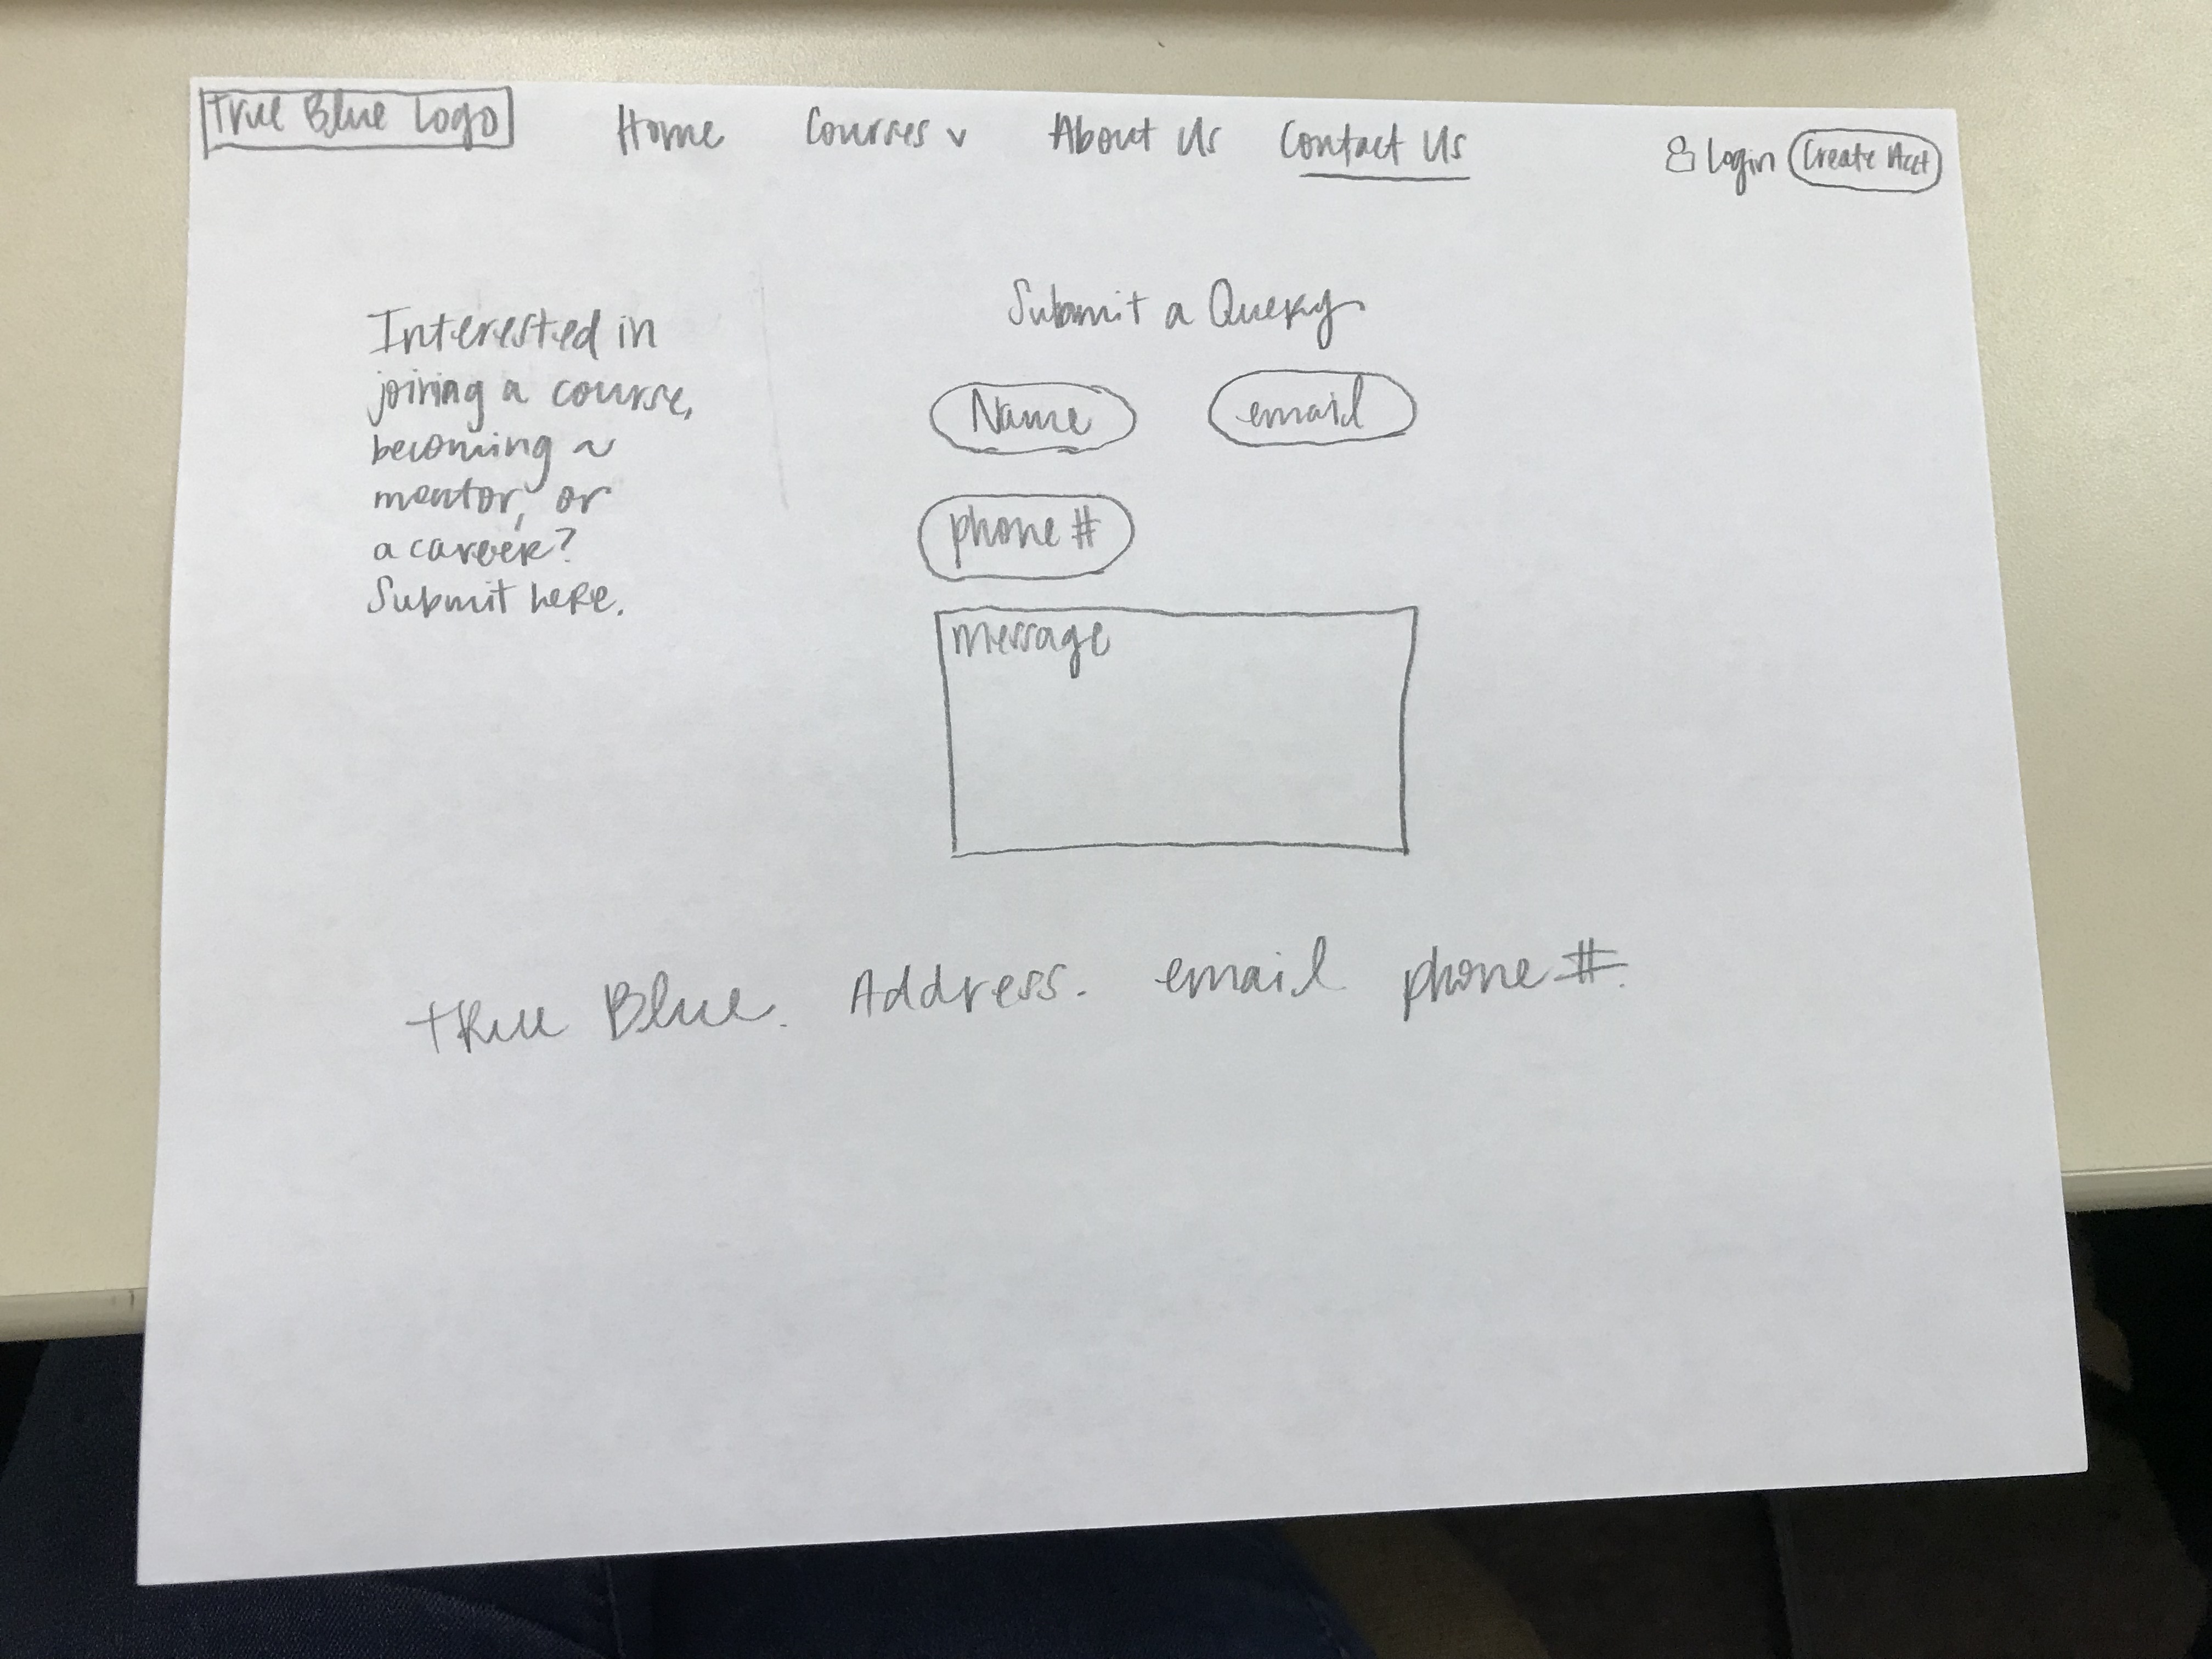 True Blue Logo Home Courses v About Us Contact Us Login Create Act
Interested in
joining a course,
becoming a
mentor, or
a career?
Submit here.
Submit a Query
Name email
phone #
message
True Blue. Address. email phone #.